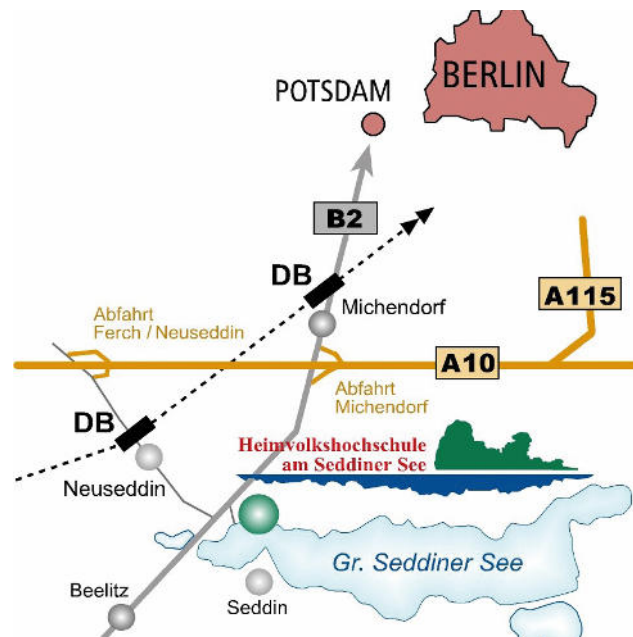 BERLIN
POTSDAM
B2
DB
Michendorf
A115
Abfahrt
Ferch / Neuseddin
A10
Abfahrt
Michendorf
DB
Neuseddin
Heimvolkshochschule
am Seddiner See
Gr. Seddiner See
Beelitz
Seddin